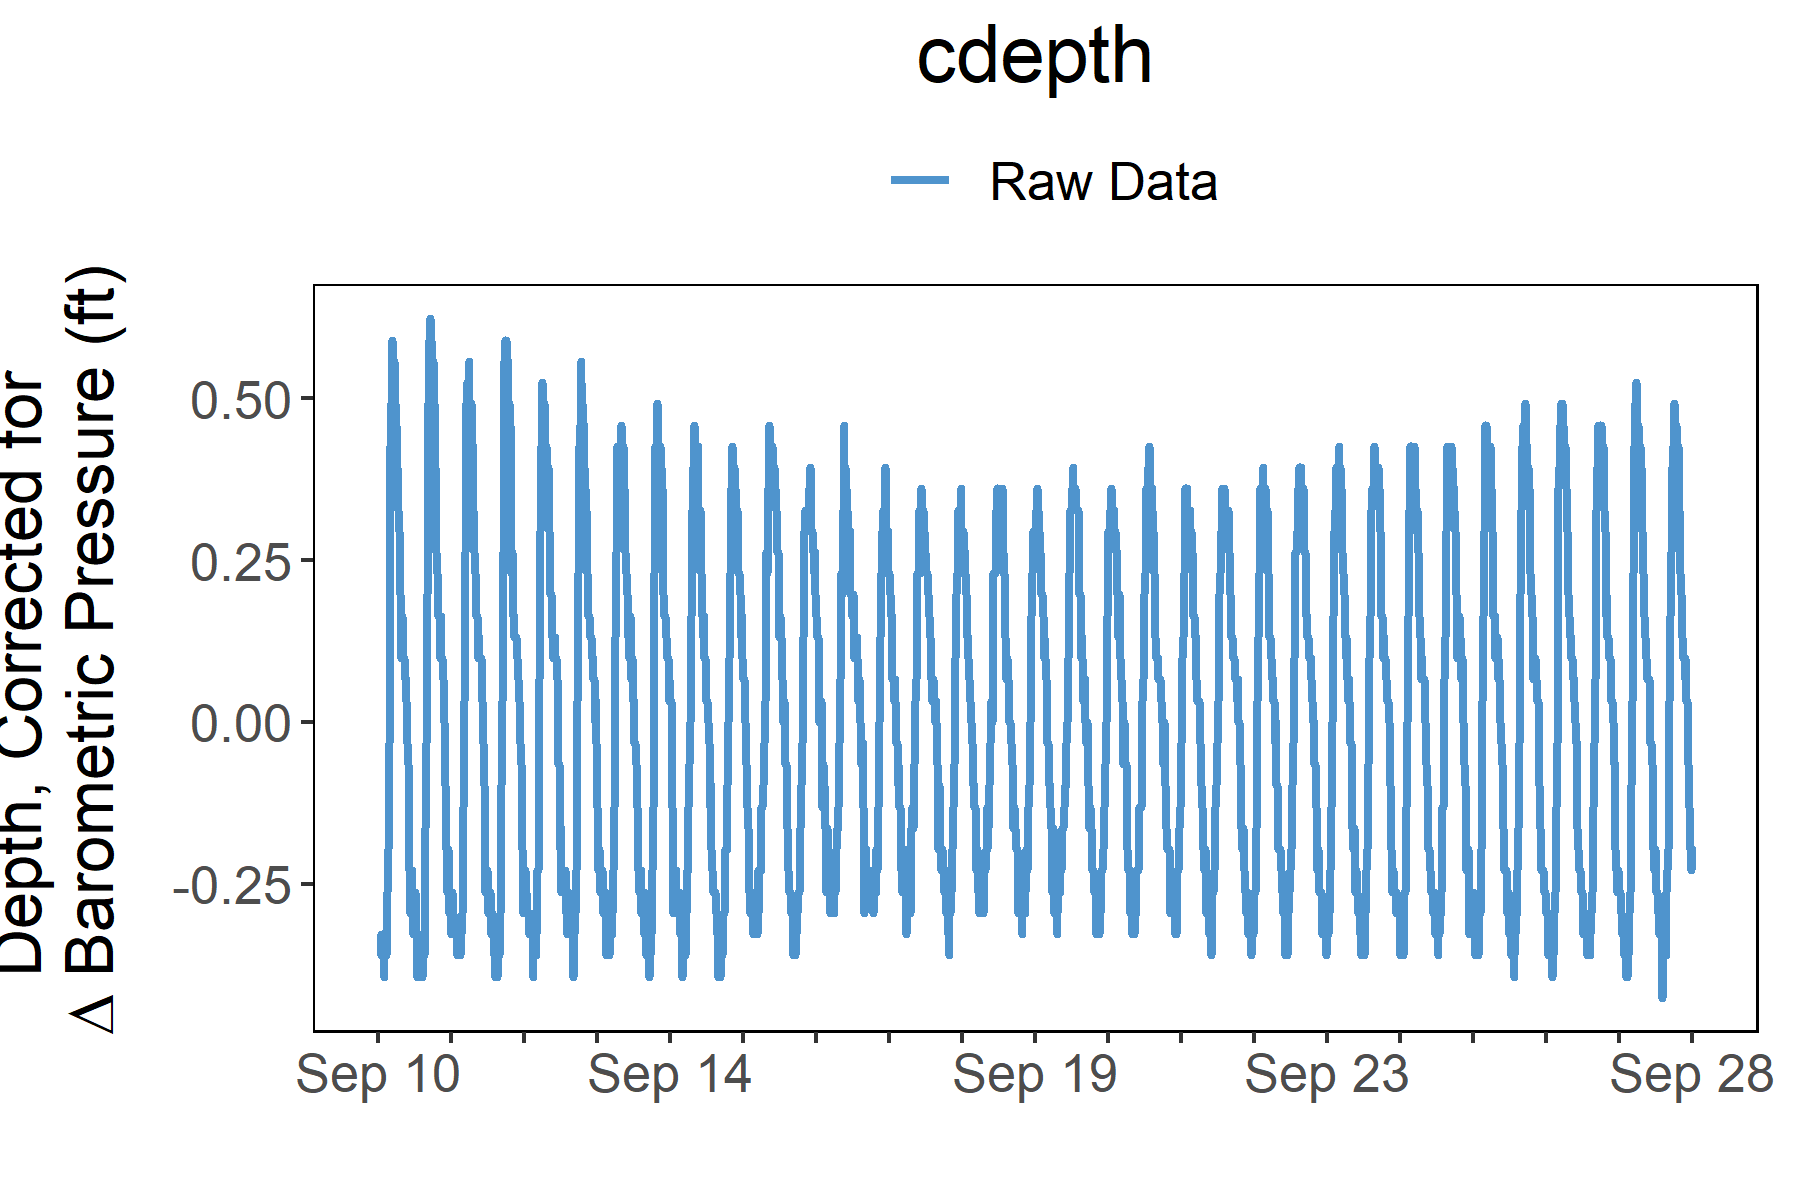 cdepth
Raw Data
Depth, Corrected for
Δ Barometric Pressure (ft)
0.50
0.25
0.00
-0.25
Sep 10 Sep 14 Sep 19 Sep 23 Sep 28